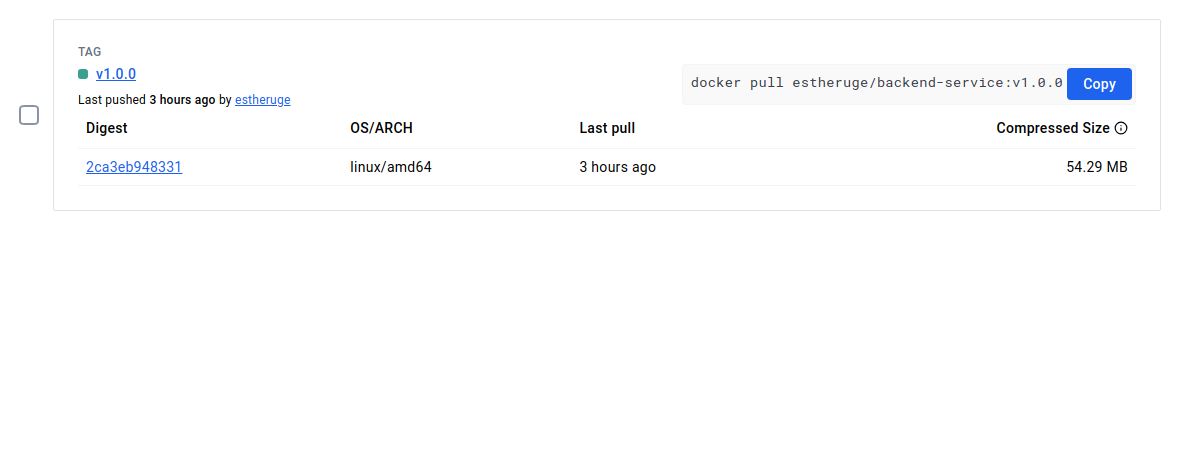 TAG
v1.0.0
docker pull estheruge/backend-service:v1.0.0 Copy
Last pushed 3 hours ago by estheruge
Digest OS/ARCH Last pull Compressed Size
2ca3eb948331 linux/amd64 3 hours ago 54.29 MB